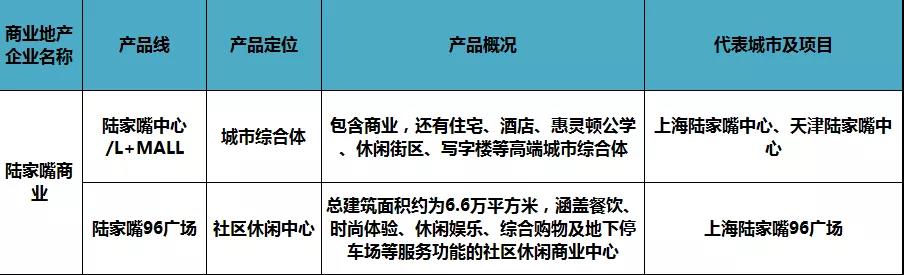 商业地产
企业名称
产品线
产品定位
产品概况
代表城市及项目
陆家嘴商
业
陆家嘴中心
/L+MALL
城市综合体
包含商业，还有住宅、酒店、惠灵顿公学
、休闲街区、写字楼等高端城市综合体
上海陆家嘴中心、天津陆家嘴中
心
陆家嘴96广场
社区休闲中心
总建筑面积约为6.6万平方米，涵盖餐饮、
时尚体验、休闲娱乐、综合购物及地下停
车场等服务功能的社区休闲商业中心
上海陆家嘴96广场